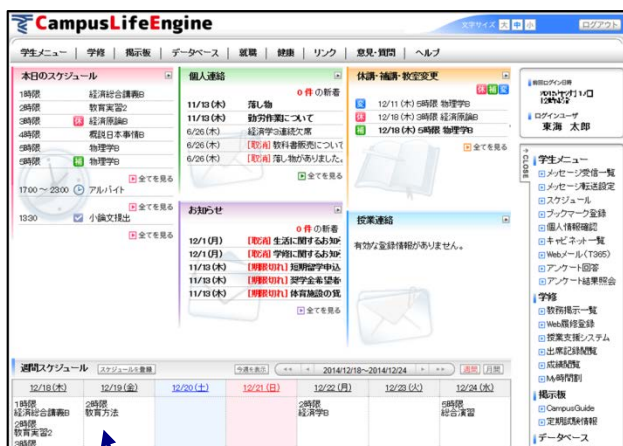 CampusLifeEngine
文字サイズ 大 中 小
ログアウト
学生メニュー | 学修 | 掲示板 | データベース | 就職 | 健康 | リンク | 意見・質問 | ヘルプ
本日のスケジュール
1時限 経済総合講義B
2時限 教育実習2
3時限 休 経済原論B
4時限 概説日本事情B
5時限 物理学B
5時限 補 物理学B
全てを見る
17:00 ～ 23:00 アルバイト
全てを見る
13:30 小論文提出
全てを見る
個人連絡
0 件 の新着
11/13 (木) 落し物
11/13 (木) 勤労作業について
6/26 (木) 経済学3連続欠席
6/26 (木) [取消] 教科書販売について
6/26 (木) [取消] 落し物がありました。
全てを見る
お知らせ
0 件 の新着
12/1 (月) [取消] 生活に関するお知
12/1 (月) [取消] 学修に関するお知
11/13 (木) [期限切れ] 短期留学申込
11/13 (木) [期限切れ] 奨学金希望者
11/13 (木) [期限切れ] 体育施設の貸
全てを見る
休講・補講・教室変更
休 補 変
変 12/11 (木) 5時限 物理学B
休 12/18 (木) 3時限 経済原論B
補 12/18 (木) 5時限 物理学B
全てを見る
授業連絡
有効な登録情報がありません。
前回ログイン日時
ログインユーザ
東海 太郎
CLOSE
学生メニュー
メッセージ受信一覧
メッセージ転送設定
スケジュール
ブックマーク登録
個人情報確認
キャビネット一覧
Webメール(T365)
アンケート回答
アンケート結果照会
学修
教務掲示一覧
Web履修登録
授業支援システム
出席記録閲覧
成績閲覧
My時間割
掲示板
CampusGuide
定期試験情報
データベース
週間スケジュール スケジュールを登録 今週を表示 2014/12/18～2014/12/24 週間 月間
12/18 (木) 12/19 (金) 12/20 (土) 12/21 (日) 12/22 (月) 12/23 (火) 12/24 (水)
1時限 2時限 2時限 5時限
経済総合講義B 教育方法 経済学B 総合演習
2時限
教育実習2
3時限